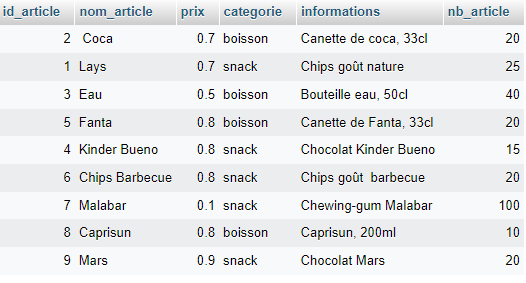 id_article nom_article prix categorie informations nb_article
2 Coca 0.7 boisson Canette de coca, 33cl 20
1 Lays 0.7 snack Chips goût nature 25
3 Eau 0.5 boisson Bouteille eau, 50cl 40
5 Fanta 0.8 boisson Canette de Fanta, 33cl 20
4 Kinder Bueno 0.8 snack Chocolat Kinder Bueno 15
6 Chips Barbecue 0.8 snack Chips goût barbecue 20
7 Malabar 0.1 snack Chewing-gum Malabar 100
8 Caprisun 0.8 boisson Caprisun, 200ml 10
9 Mars 0.9 snack Chocolat Mars 20